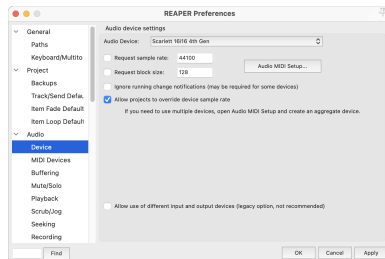 REAPER Preferences
General
Paths
Keyboard/Multito
Project
Backups
Track/Send Defau
Item Fade Default
Item Loop Default
Audio
Device
MIDI Devices
Buffering
Mute/Solo
Playback
Scrub/Jog
Seeking
Recording
Find
Audio device settings
Audio Device: Scarlett 16i16 4th Gen
Request sample rate: 44100
Request block size: 128
Audio MIDI Setup...
Ignore running change notifications (may be required for some devices)
Allow projects to override device sample rate
If you need to use multiple devices, open Audio MIDI Setup and create an aggregate device.
Allow use of different input and output devices (legacy option, not recommended)
OK Cancel Apply